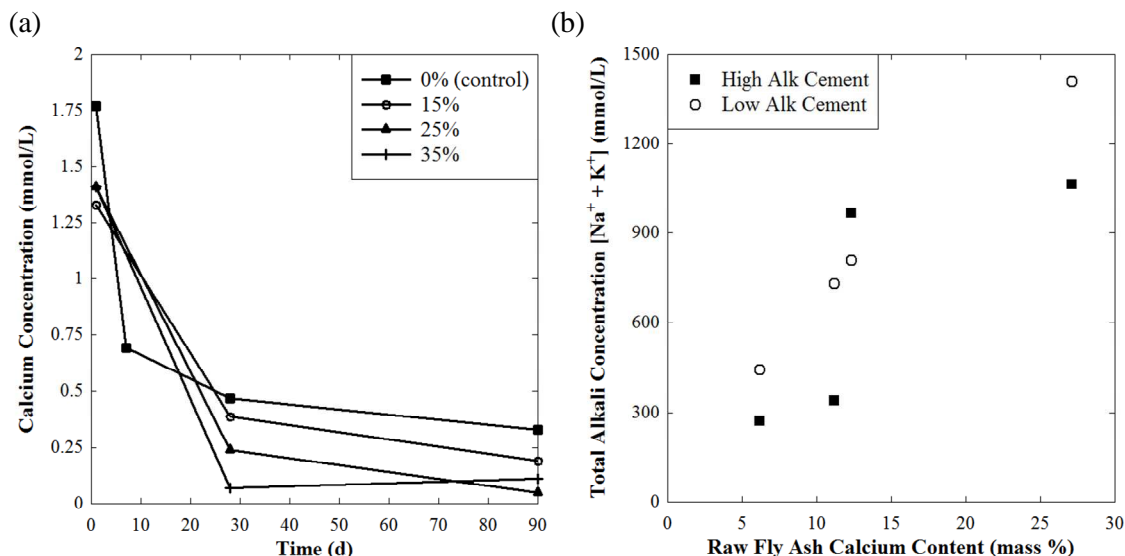 (a)
2
1.75
1.5
1.25
1
0.75
0.5
0.25
0
Calcium Concentration (mmol/L)
0% (control)
15%
25%
35%
0 10 20 30 40 50 60 70 80 90
Time (d)
(b)
1500
1200
900
600
300
0
Total Alkali Concentration [Na⁺ + K⁺] (mmol/L)
High Alk Cement
Low Alk Cement
0 5 10 15 20 25 30
Raw Fly Ash Calcium Content (mass %)